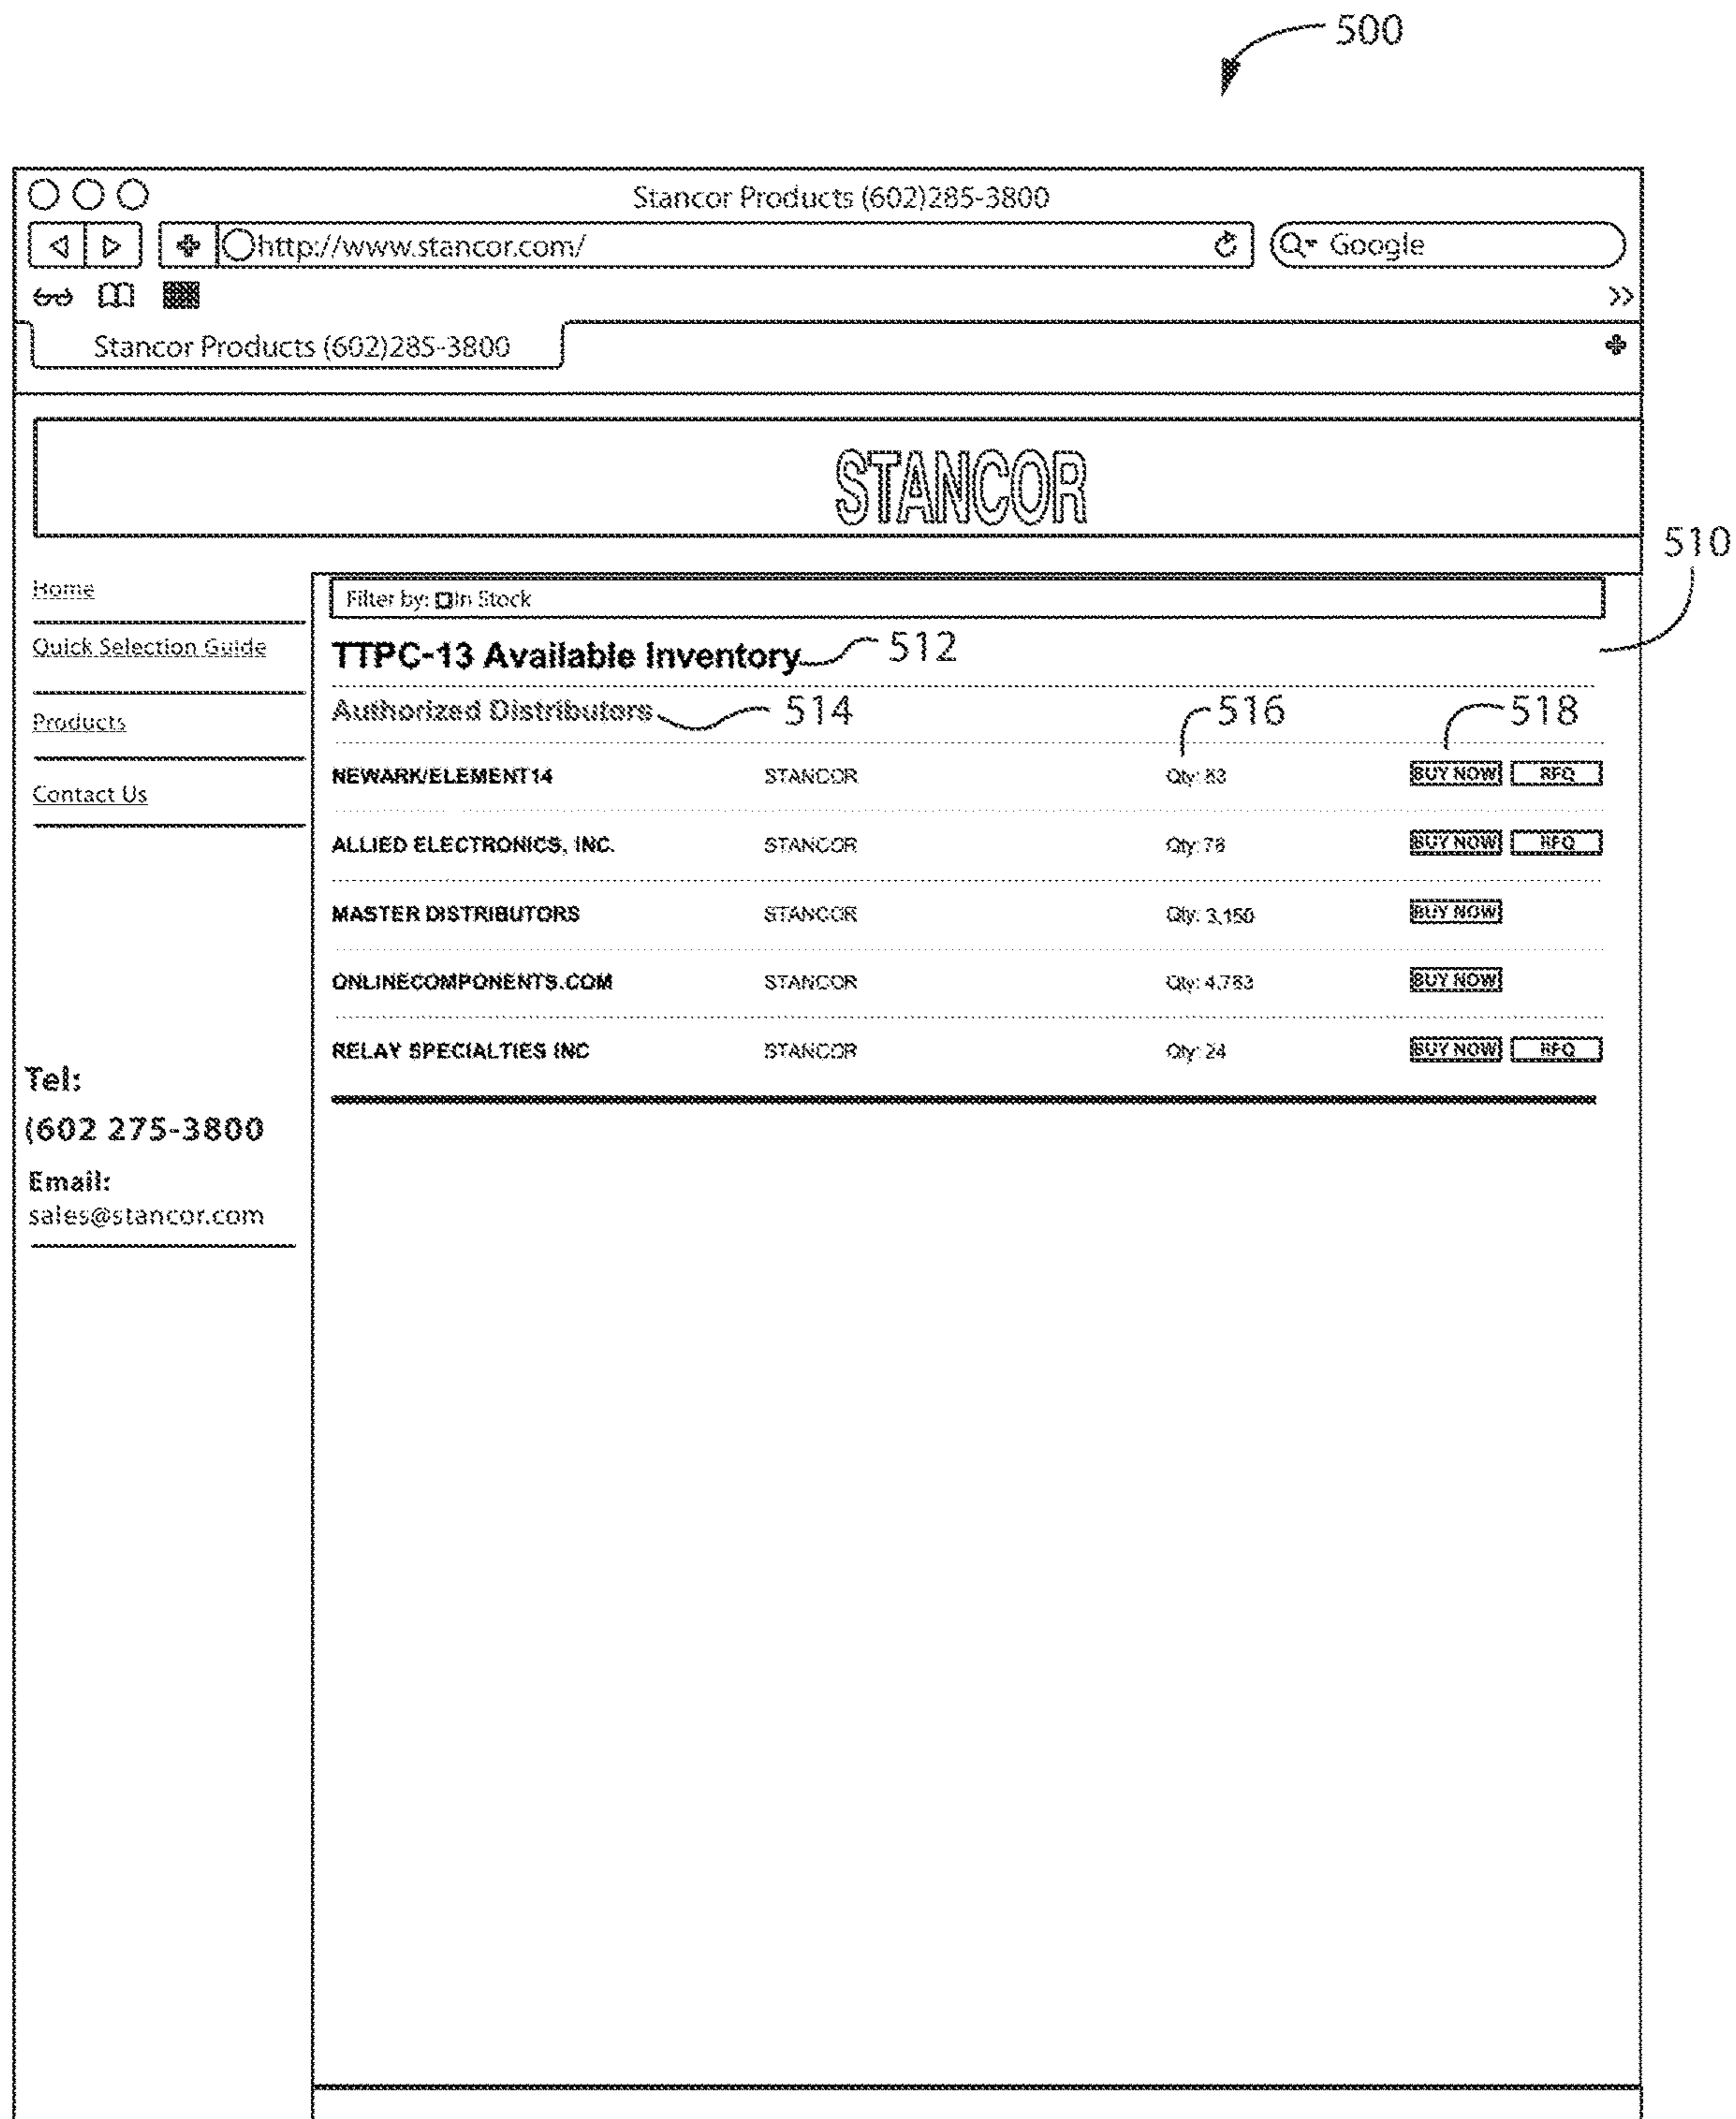 500
Stancor Products (602)285-3800
http://www.stancor.com/
Google
Stancor Products (602)285-3800
STANCOR
510
Home
Quick Selection Guide
Products
Contact Us
Tel:
(602 275-3800
Email:
sales@stancor.com
Filter by: In Stock
TTPC-13 Available Inventory 512
Authorized Distributors 514 516 518
NEWARK/ELEMENT14 STANCOR Qty: 83 BUY NOW RFQ
ALLIED ELECTRONICS, INC. STANCOR Qty: 78 BUY NOW RFQ
MASTER DISTRIBUTORS STANCOR Qty: 3,150 BUY NOW
ONLINECOMPONENTS.COM STANCOR Qty: 4,783 BUY NOW
RELAY SPECIALTIES INC STANCOR Qty: 24 BUY NOW RFQ